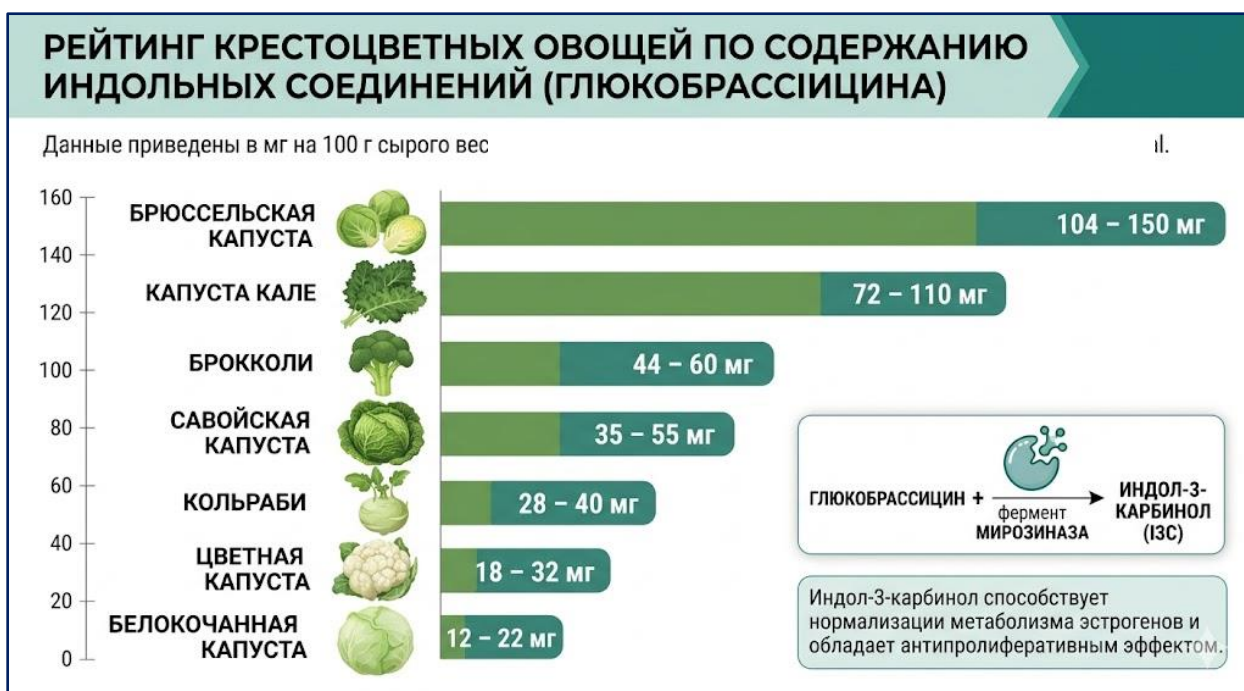 РЕЙТИНГ КРЕСТОЦВЕТНЫХ ОВОЩЕЙ ПО СОДЕРЖАНИЮ
ИНДОЛЬНЫХ СОЕДИНЕНИЙ (ГЛЮКОБРАССІИЦИНА)
Данные приведены в мг на 100 г сырого вес
160
140
120
100
80
60
40
20
0
БРЮССЕЛЬСКАЯ
КАПУСТА
104 – 150 мг
КАПУСТА КАЛЕ
72 – 110 мг
БРОККОЛИ
44 – 60 мг
САВОЙСКАЯ
КАПУСТА
35 – 55 мг
КОЛЬРАБИ
28 – 40 мг
ЦВЕТНАЯ
КАПУСТА
18 – 32 мг
БЕЛОКОЧАННАЯ
КАПУСТА
12 – 22 мг
ГЛЮКОБРАССИЦИН +
фермент
МИРОЗИНАЗА
ИНДОЛ-3-
КАРБИНОЛ
(I3C)
Индол-3-карбинол способствует
нормализации метаболизма эстрогенов и
обладает антипролиферативным эффектом.